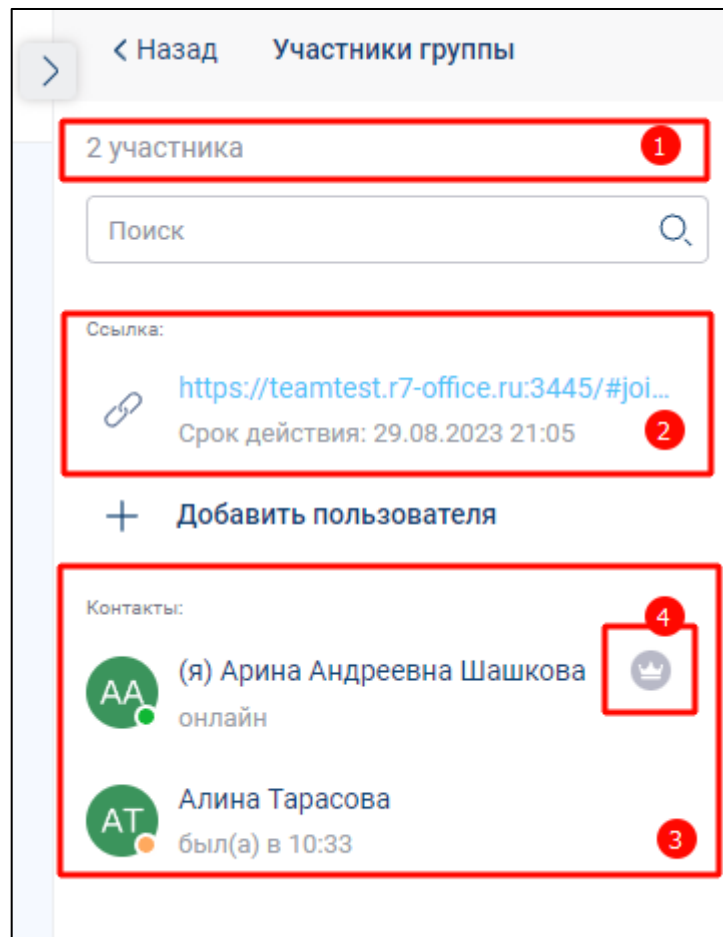 Назад Участники группы
2 участника 1
Поиск
Ссылка:
https://teamtest.r7-office.ru:3445/#joi...
Срок действия: 29.08.2023 21:05 2
Добавить пользователя
Контакты: 4
АА (я) Арина Андреевна Шашкова
онлайн
АТ Алина Тарасова
был(а) в 10:33 3